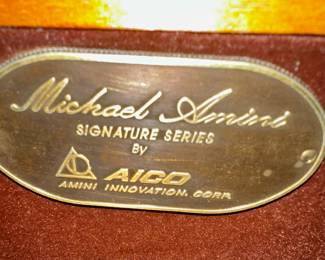 Michael Amini
SIGNATURE SERIES
By
AICO
AMINI INNOVATION, CORP.